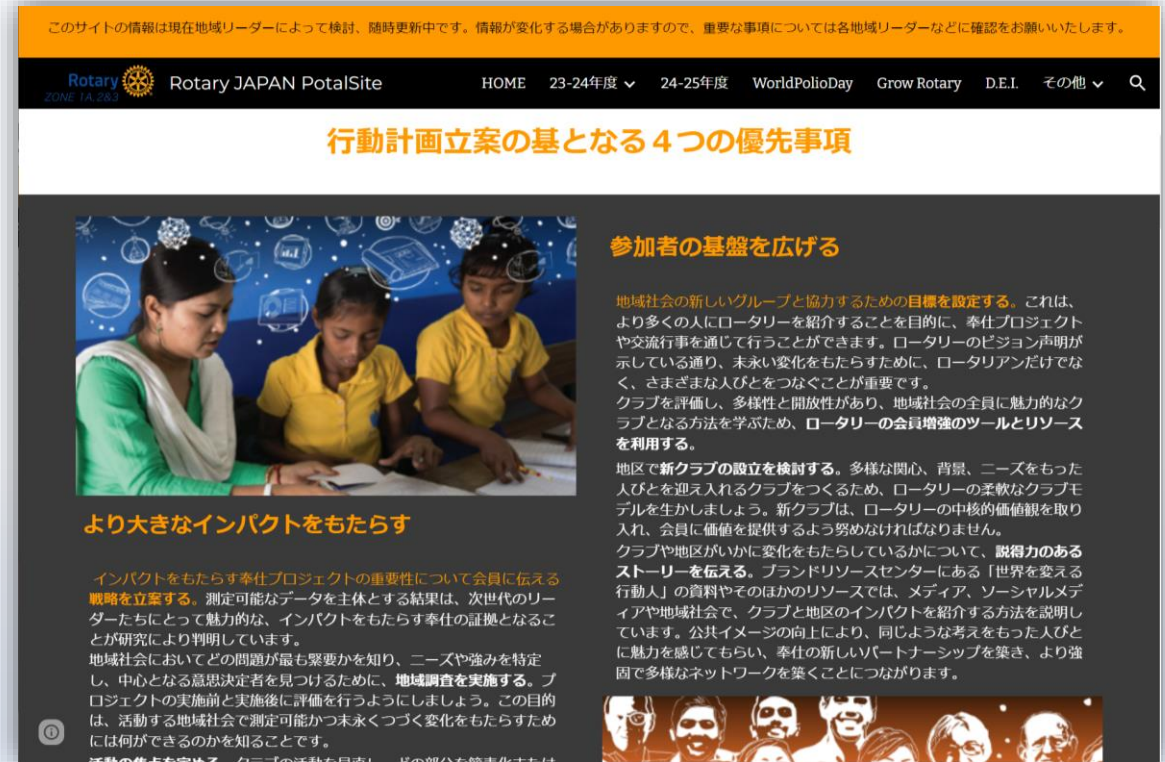 このサイトの情報は現在地域リーダーによって検討、随時更新中です。情報が変化する場合がありますので、重要な事項については各地域リーダーなどに確認をお願いいたします。
Rotary
ZONE 1A,2&3
Rotary JAPAN PotalSite
HOME 23-24年度 24-25年度 WorldPolioDay Grow Rotary D.E.I. その他
行動計画立案の基となる４つの優先事項
より大きなインパクトをもたらす
インパクトをもたらす奉仕プロジェクトの重要性について会員に伝える
戦略を立案する。測定可能なデータを主体とする結果は、次世代のリー
ダーたちにとって魅力的な、インパクトをもたらす奉仕の証拠となるこ
とが研究により判明しています。
地域社会においてどの問題が最も緊要かを知り、ニーズや強みを特定
し、中心となる意思決定者を見つけるために、地域調査を実施する。プ
ロジェクトの実施前と実施後に評価を行うようにしましょう。この目的
は、活動する地域社会で測定可能かつ末永くつづく変化をもたらすため
には何ができるのかを知ることです。
参加者の基盤を広げる
地域社会の新しいグループと協力するための目標を設定する。これは、
より多くの人にロータリーを紹介することを目的に、奉仕プロジェクト
や交流行事を通じて行うことができます。ロータリーのビジョン声明が
示している通り、末永い変化をもたらすために、ロータリアンだけでな
く、さまざまな人びとをつなぐことが重要です。
クラブを評価し、多様性と開放性があり、地域社会の全員に魅力的なク
ラブとなる方法を学ぶため、ロータリーの会員増強のツールとリソース
を利用する。
地区で新クラブの設立を検討する。多様な関心、背景、ニーズをもった
人びとを迎え入れるクラブをつくるため、ロータリーの柔軟なクラブモ
デルを生かしましょう。新クラブは、ロータリーの中核的価値観を取り
入れ、会員に価値を提供するよう努めなければなりません。
クラブや地区がいかに変化をもたらしているかについて、説得力のある
ストーリーを伝える。ブランドリソースセンターにある「世界を変える
行動人」の資料やそのほかのリソースでは、メディア、ソーシャルメデ
ィアや地域社会で、クラブと地区のインパクトを紹介する方法を説明し
ています。公共イメージの向上により、同じような考えをもった人びと
に魅力を感じてもらい、奉仕の新しいパートナーシップを築き、より強
固で多様なネットワークを築くことにつながります。